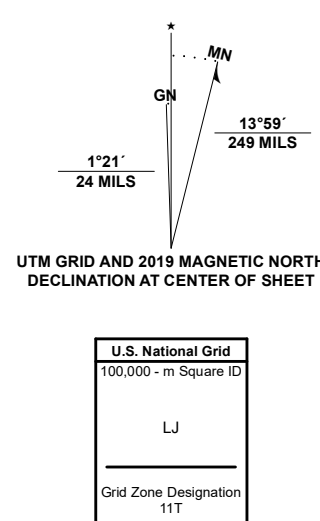 ★
MN
GN
13°59´
249 MILS
1°21´
24 MILS
UTM GRID AND 2019 MAGNETIC NORTH
DECLINATION AT CENTER OF SHEET
U.S. National Grid
100,000 - m Square ID
LJ
Grid Zone Designation
11T